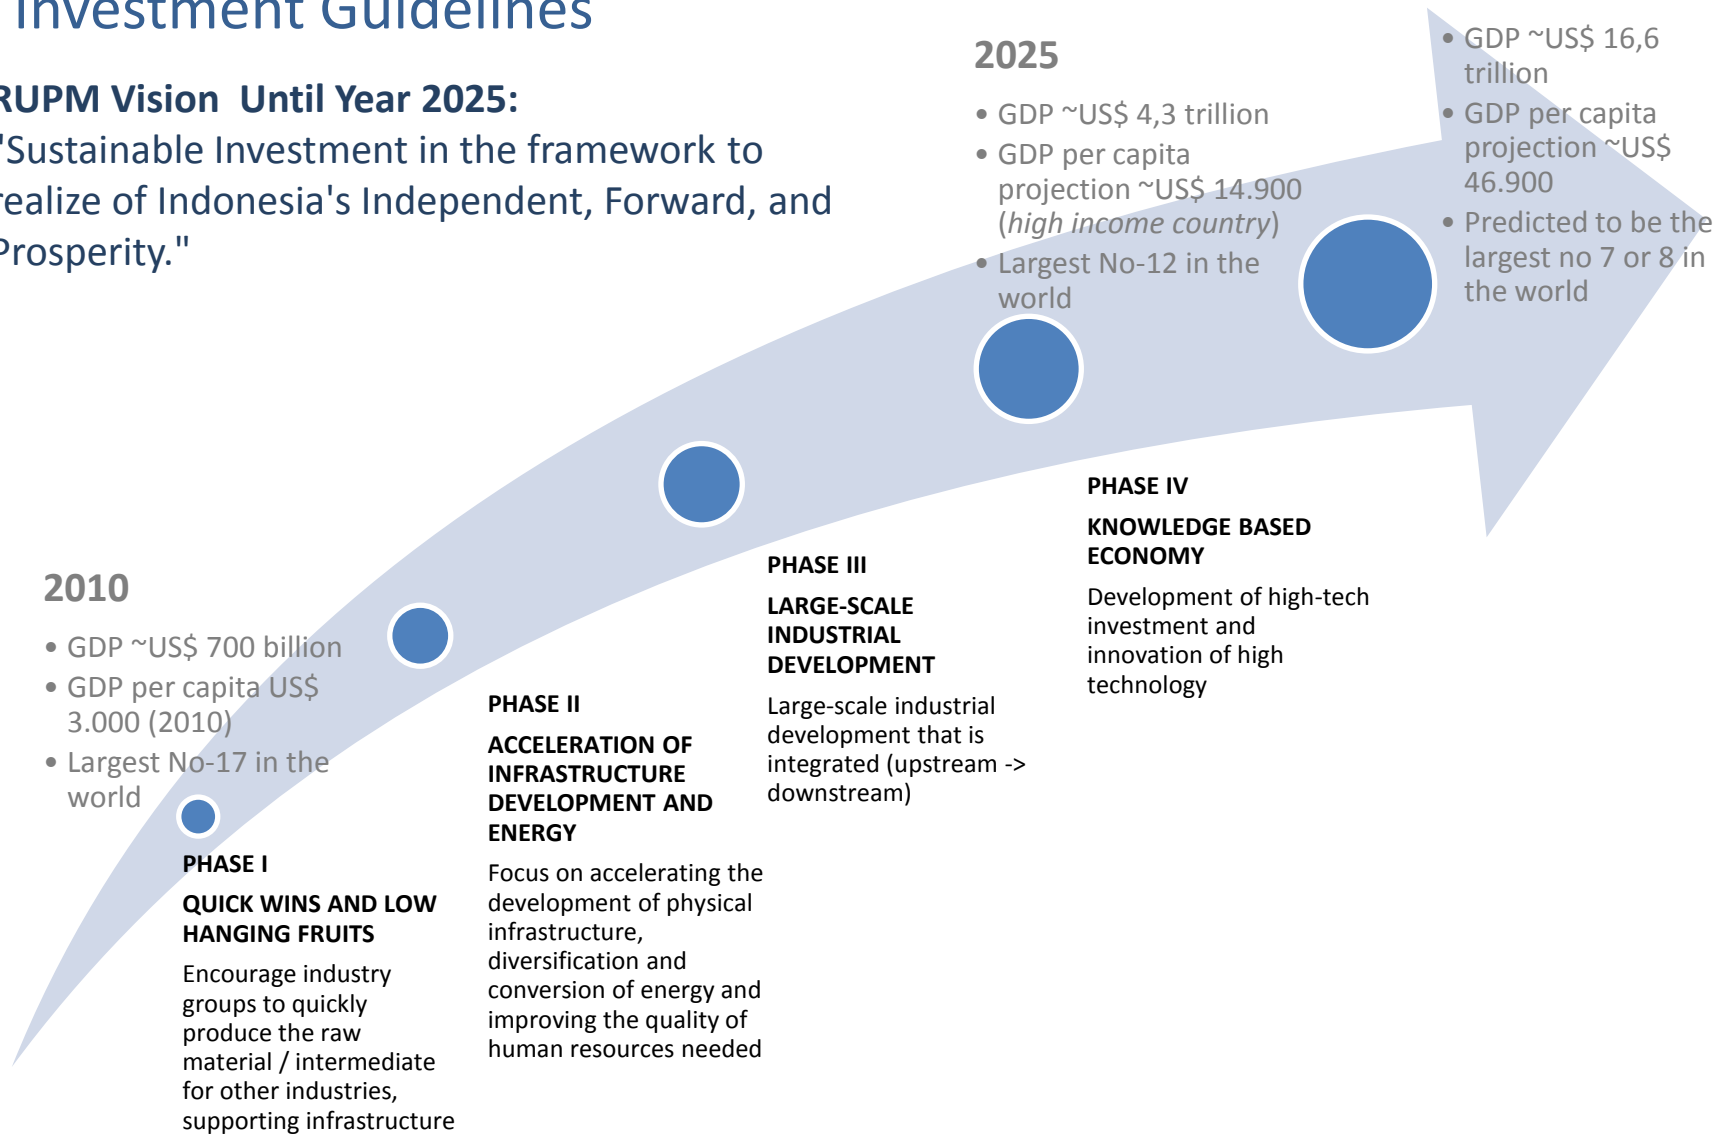 Investment Guidelines
RUPM Vision Until Year 2025:
"Sustainable Investment in the framework to
realize of Indonesia's Independent, Forward, and
Prosperity."
2010
• GDP ~US$ 700 billion
• GDP per capita US$
3.000 (2010)
• Largest No-17 in the
world
2025
• GDP ~US$ 4,3 trillion
• GDP per capita
projection ~US$ 14.900
(high income country)
• Largest No-12 in the
world
• GDP ~US$ 16,6
trillion
• GDP per capita
projection ~US$
46.900
• Predicted to be the
largest no 7 or 8 in
the world
PHASE I
QUICK WINS AND LOW
HANGING FRUITS
Encourage industry
groups to quickly
produce the raw
material / intermediate
for other industries,
supporting infrastructure
PHASE II
ACCELERATION OF
INFRASTRUCTURE
DEVELOPMENT AND
ENERGY
Focus on accelerating the
development of physical
infrastructure,
diversification and
conversion of energy and
improving the quality of
human resources needed
PHASE III
LARGE-SCALE
INDUSTRIAL
DEVELOPMENT
Large-scale industrial
development that is
integrated (upstream ->
downstream)
PHASE IV
KNOWLEDGE BASED
ECONOMY
Development of high-tech
investment and
innovation of high
technology